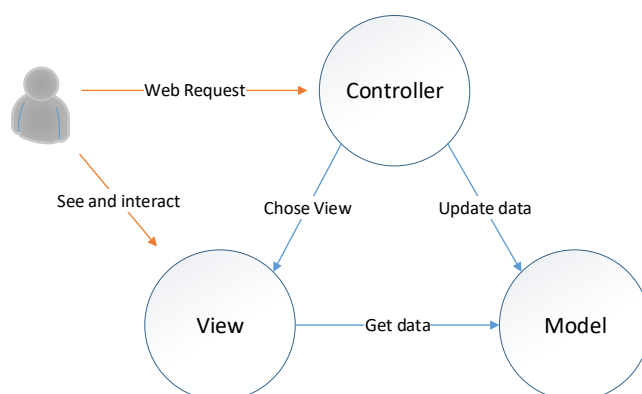 Web Request
Controller
See and interact
Chose View
Update data
View
Get data
Model